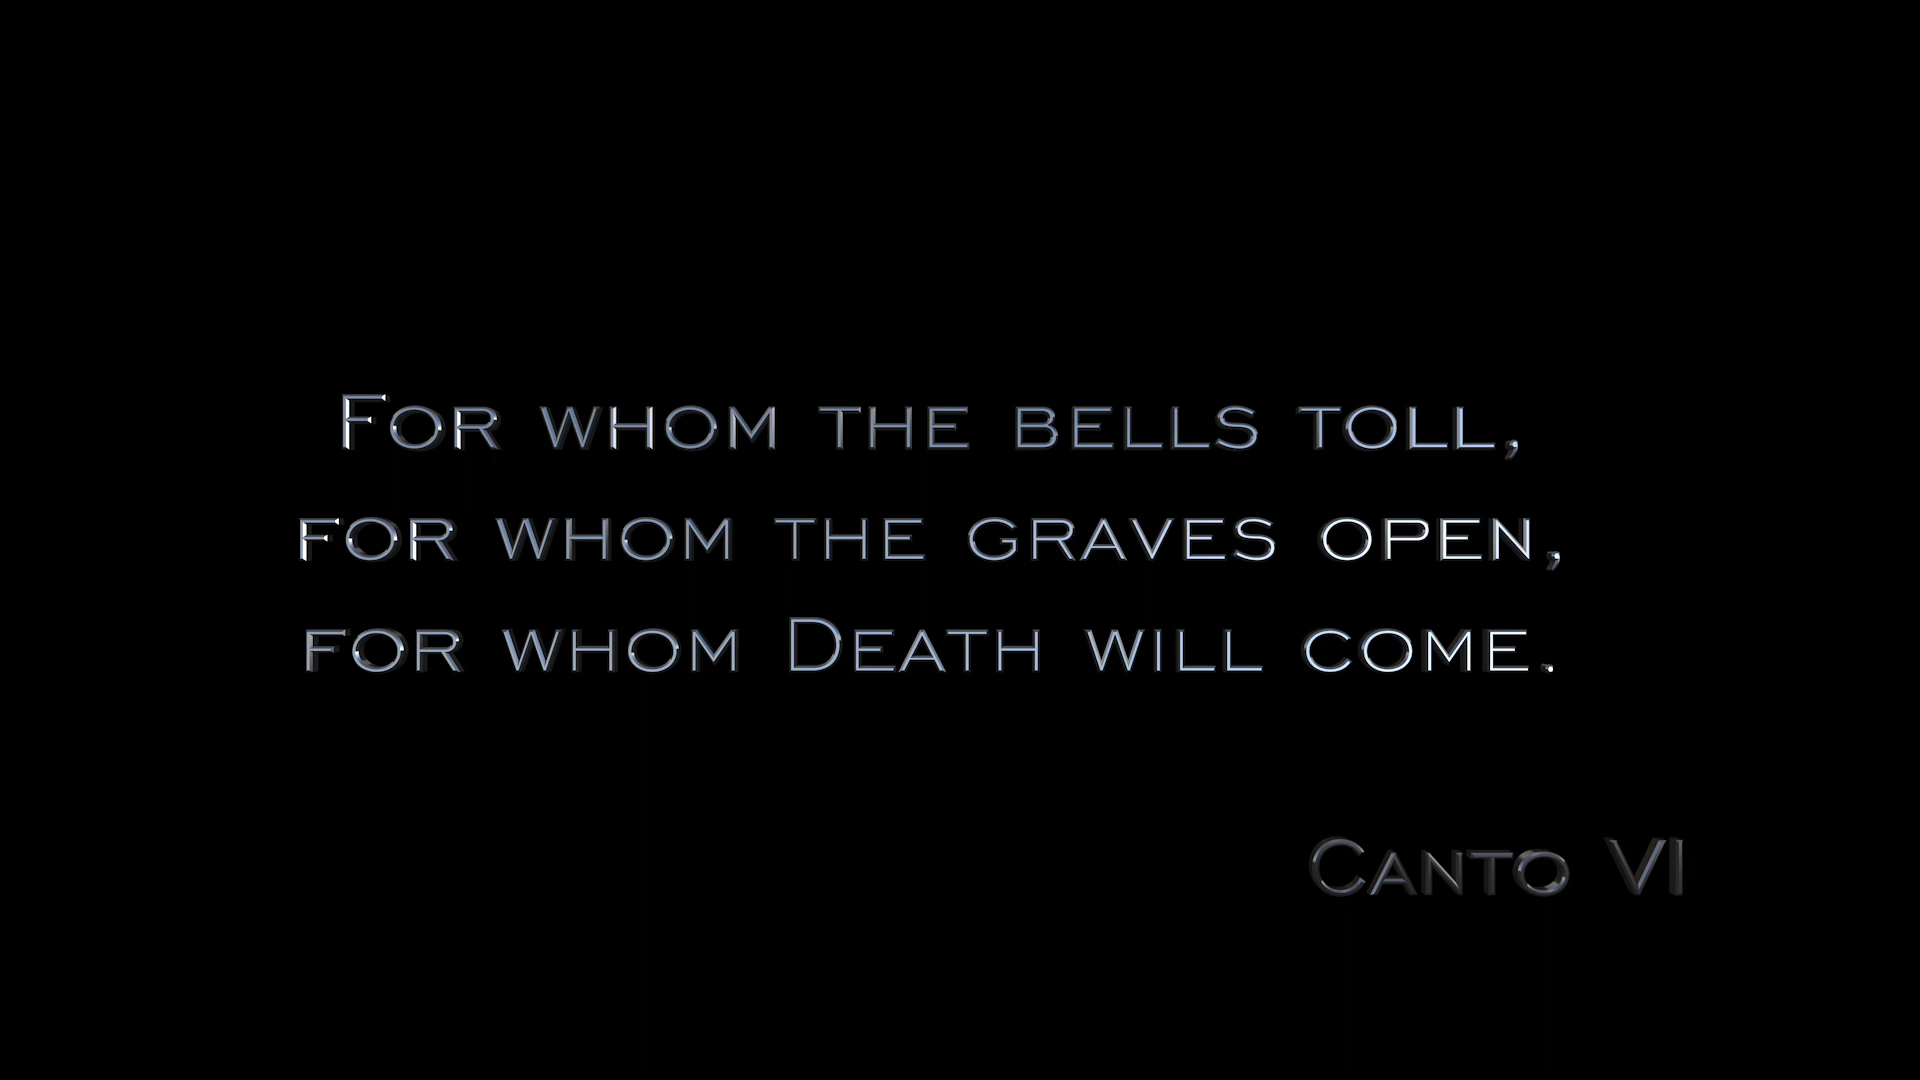 For whom the bells toll,
for whom the graves open,
for whom Death will come.
Canto VI